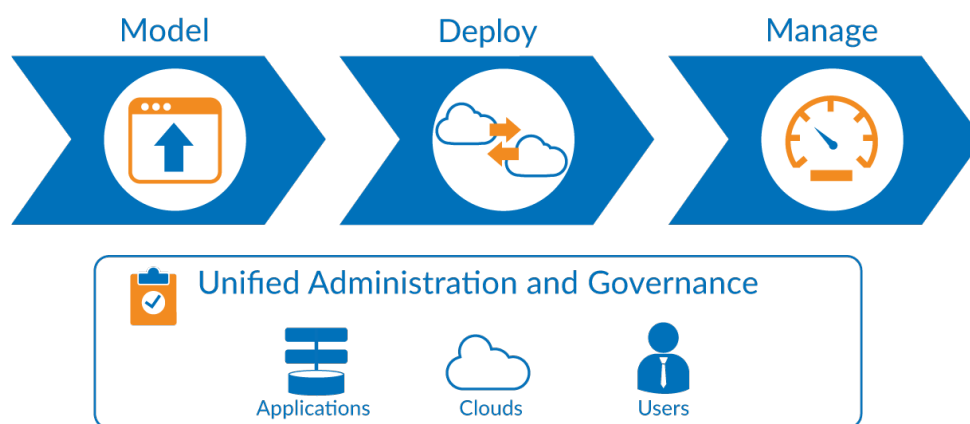 Model
Deploy
Manage
Unified Administration and Governance
Applications
Clouds
Users